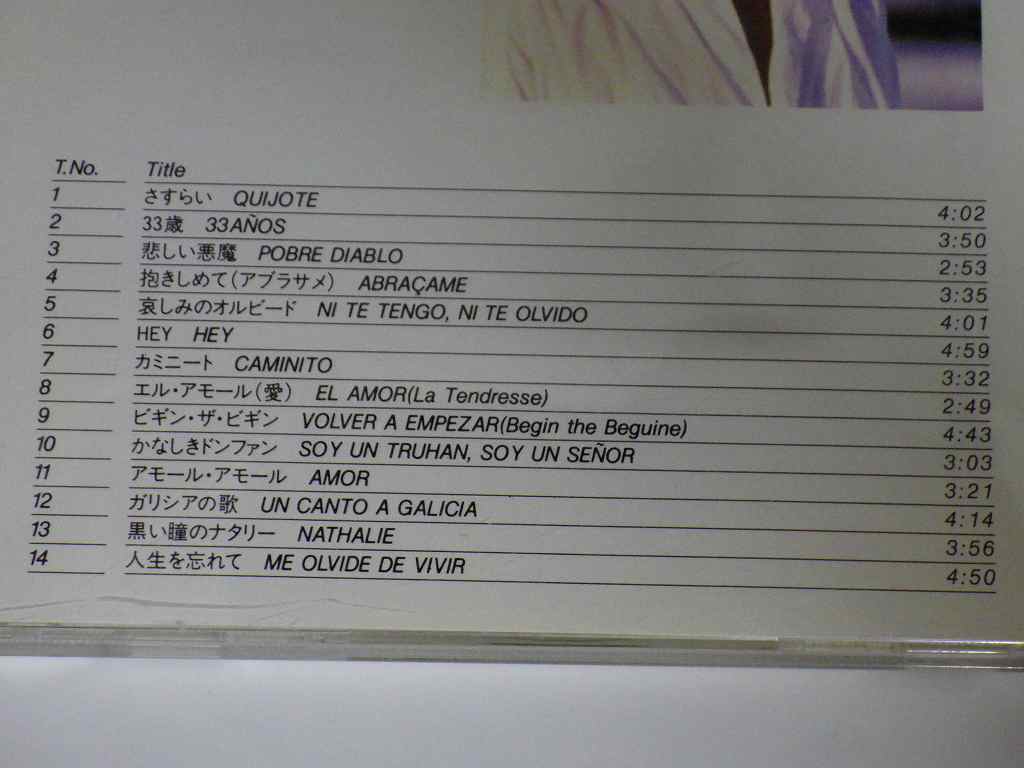 T.No. Title
1 さすらい QUIJOTE 4:02
2 33歳 33AÑOS 3:50
3 悲しい悪魔 POBRE DIABLO 2:53
4 抱きしめて(アブラサメ) ABRAÇAME 3:35
5 哀しみのオルビード NI TE TENGO, NI TE OLVIDO 4:01
6 HEY HEY 4:59
7 カミニート CAMINITO 3:32
8 エル・アモール(愛) EL AMOR(La Tendresse) 2:49
9 ビギン・ザ・ビギン VOLVER A EMPEZAR(Begin the Beguine) 4:43
10 かなしきドンファン SOY UN TRUHAN, SOY UN SEÑOR 3:03
11 アモール・アモール AMOR 3:21
12 ガリシアの歌 UN CANTO A GALICIA 4:14
13 黒い瞳のナタリー NATHALIE 3:56
14 人生を忘れて ME OLVIDE DE VIVIR 4:50